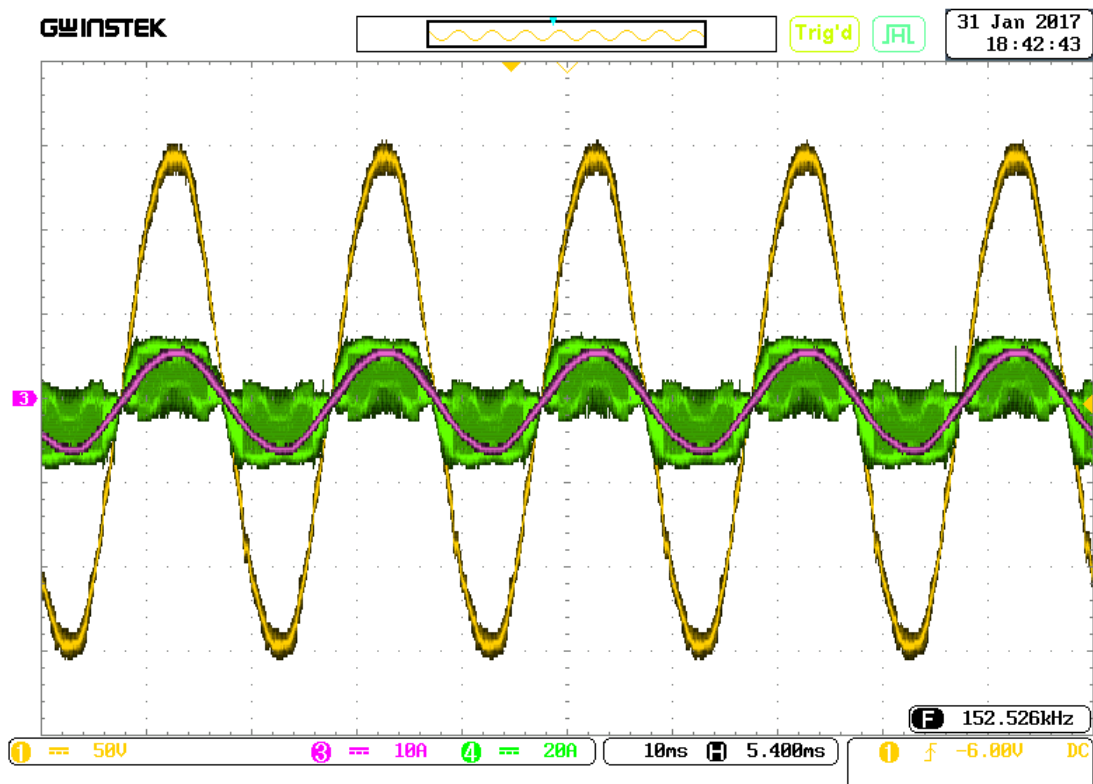 GWINSTEK
Trig'd
31 Jan 2017
18:42:43
3
F 152.526kHz
1 50V 3 10A 4 20A 10ms H 5.400ms 1 -6.00V DC